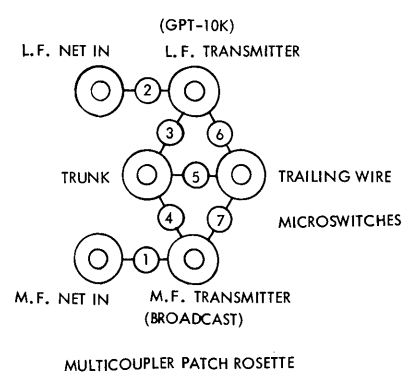 (GPT-10K)
L.F. NET IN L.F. TRANSMITTER
2
3 6
TRUNK 5 TRAILING WIRE
4 7 MICROSWITCHES
1
M.F. NET IN M.F. TRANSMITTER
(BROADCAST)
MULTICOUPLER PATCH ROSETTE